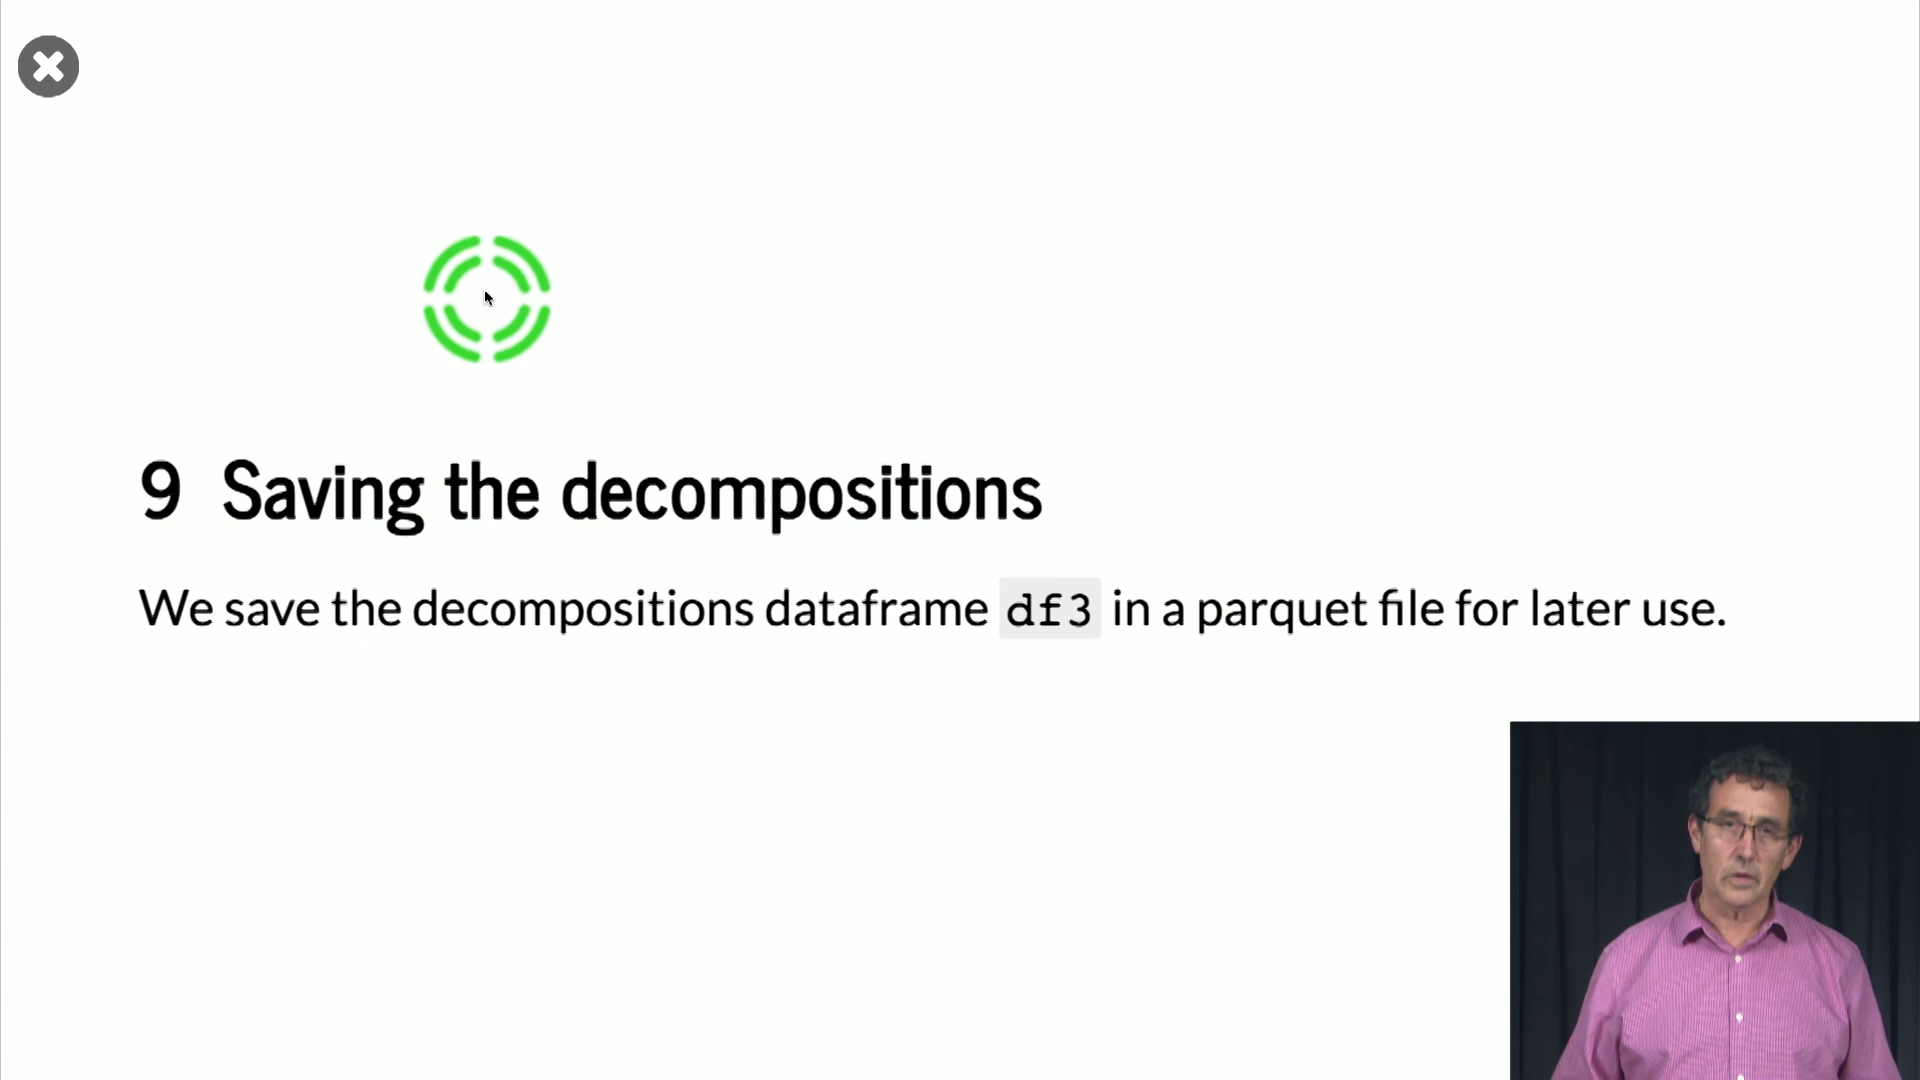 9 Saving the decompositions
We save the decompositions dataframe df3 in a parquet file for later use.